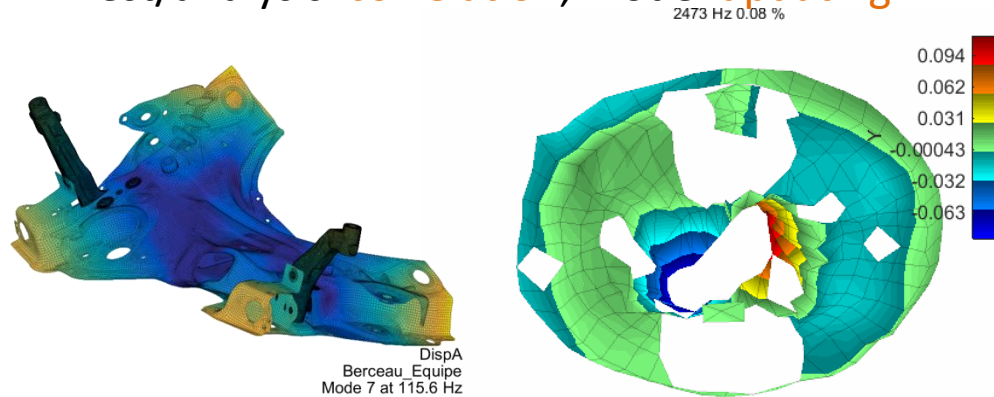 2473 Hz 0.08 %
0.094
0.062
0.031
-0.00043
-0.032
-0.063
Y
DispA
Berceau_Equipe
Mode 7 at 115.6 Hz